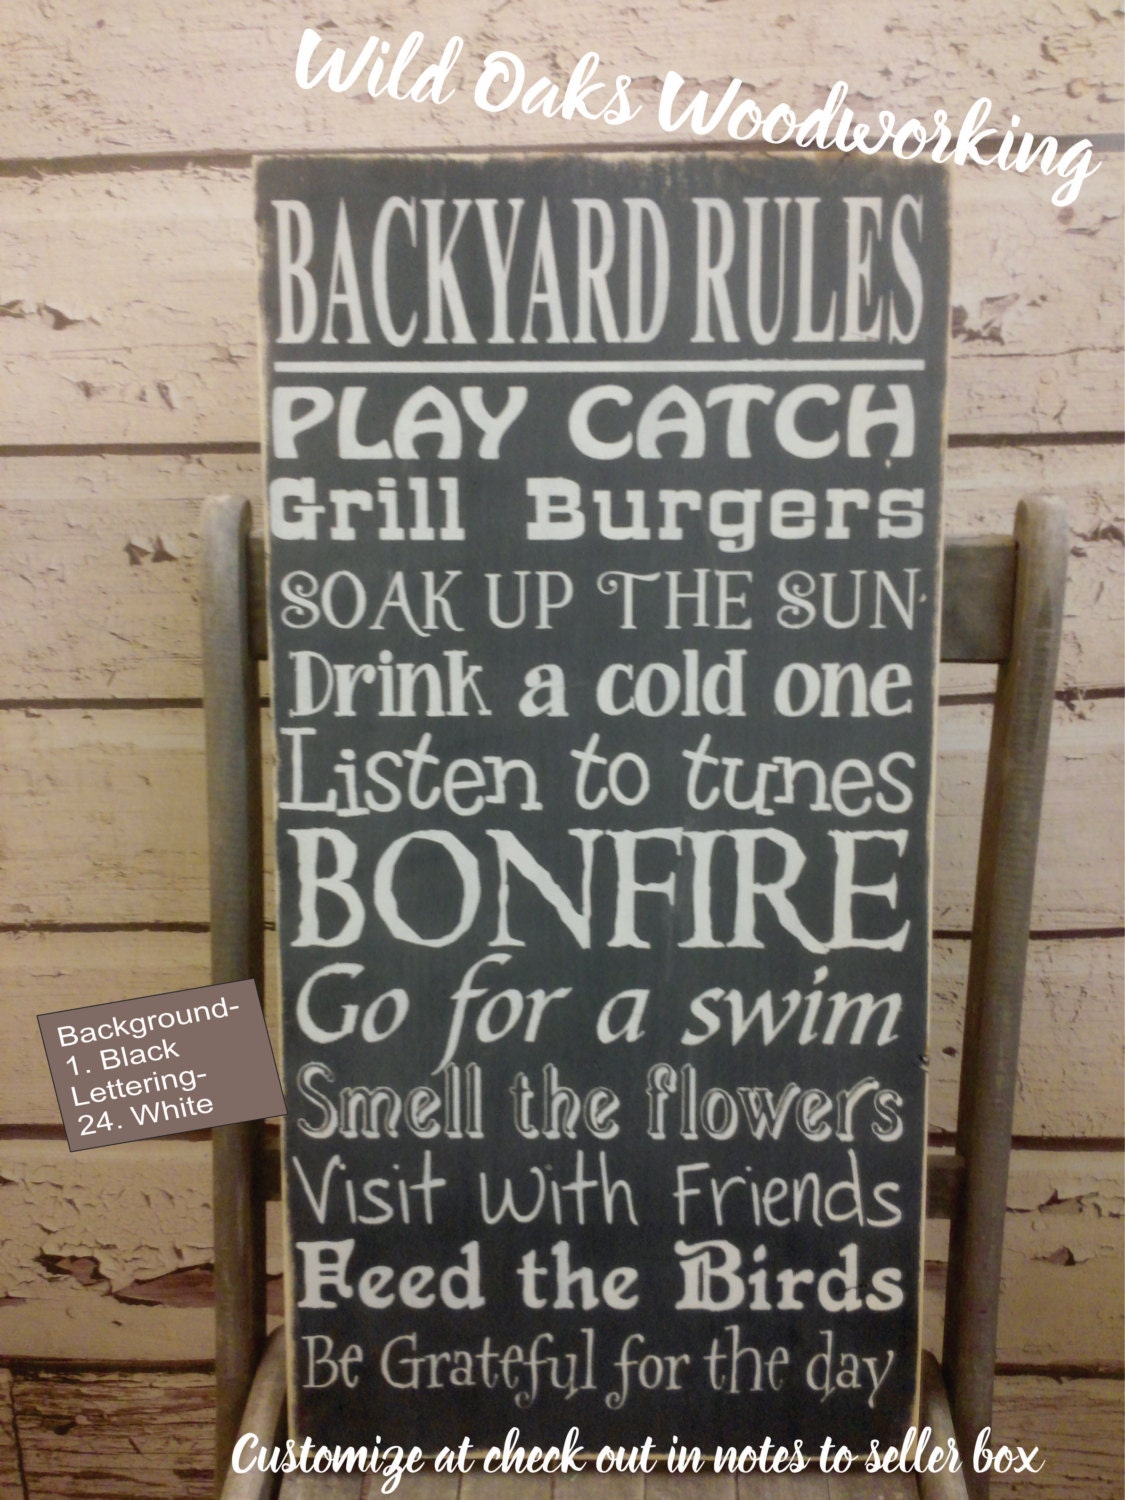 Wild Oaks Woodworking
BACKYARD RULES
PLAY CATCH
Grill Burgers
SOAK UP THE SUN
Drink a cold one
Listen to tunes
BONFIRE
Go for a swim
Background-
1. Black
Lettering-
24. White
Smell the flowers
Visit with Friends
Feed the Birds
Be Grateful for the day
Customize at check out in notes to seller box